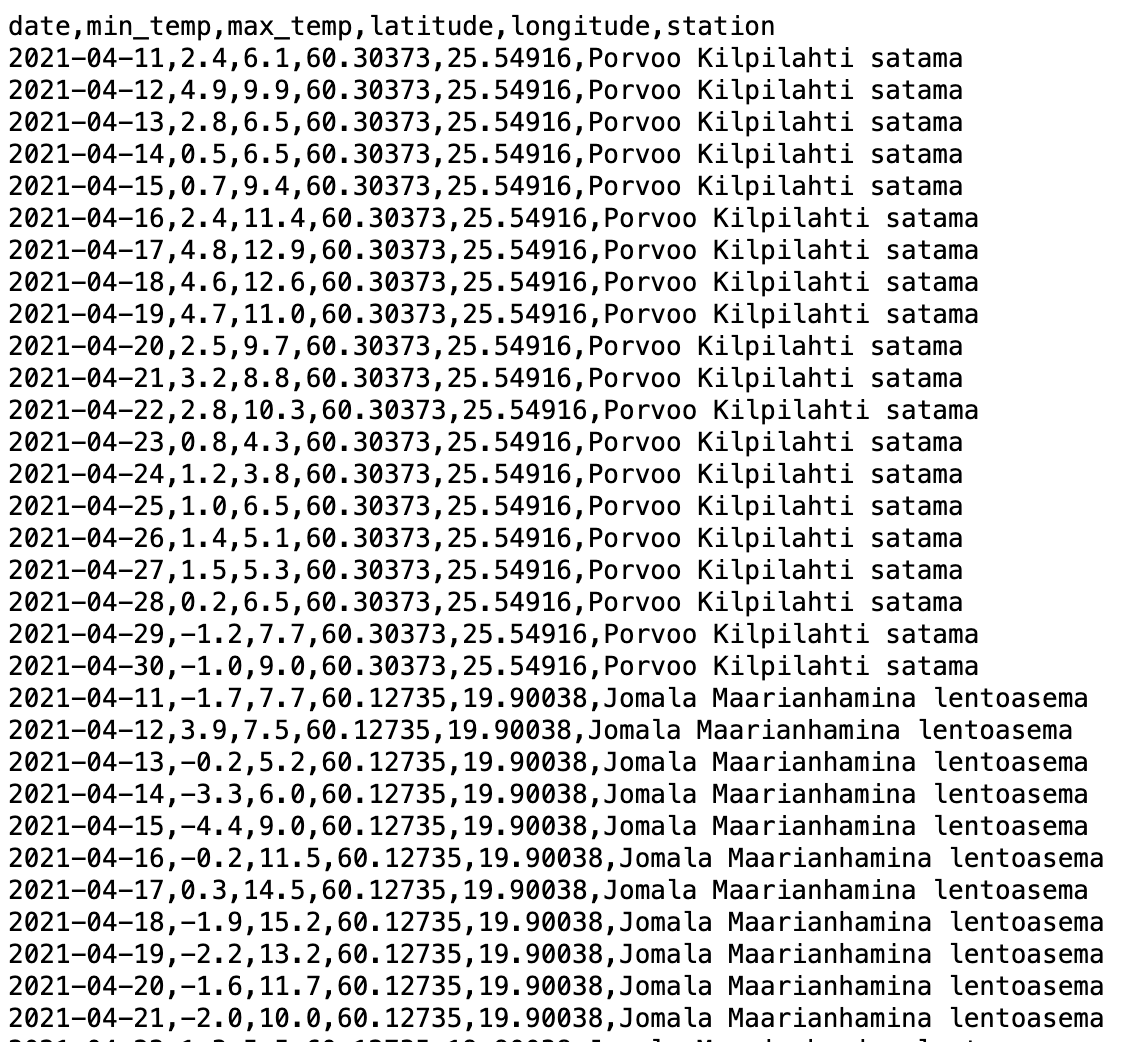 date,min_temp,max_temp,latitude,longitude,station
2021-04-11,2.4,6.1,60.30373,25.54916,Porvoo Kilpilahti satama
2021-04-12,4.9,9.9,60.30373,25.54916,Porvoo Kilpilahti satama
2021-04-13,2.8,6.5,60.30373,25.54916,Porvoo Kilpilahti satama
2021-04-14,0.5,6.5,60.30373,25.54916,Porvoo Kilpilahti satama
2021-04-15,0.7,9.4,60.30373,25.54916,Porvoo Kilpilahti satama
2021-04-16,2.4,11.4,60.30373,25.54916,Porvoo Kilpilahti satama
2021-04-17,4.8,12.9,60.30373,25.54916,Porvoo Kilpilahti satama
2021-04-18,4.6,12.6,60.30373,25.54916,Porvoo Kilpilahti satama
2021-04-19,4.7,11.0,60.30373,25.54916,Porvoo Kilpilahti satama
2021-04-20,2.5,9.7,60.30373,25.54916,Porvoo Kilpilahti satama
2021-04-21,3.2,8.8,60.30373,25.54916,Porvoo Kilpilahti satama
2021-04-22,2.8,10.3,60.30373,25.54916,Porvoo Kilpilahti satama
2021-04-23,0.8,4.3,60.30373,25.54916,Porvoo Kilpilahti satama
2021-04-24,1.2,3.8,60.30373,25.54916,Porvoo Kilpilahti satama
2021-04-25,1.0,6.5,60.30373,25.54916,Porvoo Kilpilahti satama
2021-04-26,1.4,5.1,60.30373,25.54916,Porvoo Kilpilahti satama
2021-04-27,1.5,5.3,60.30373,25.54916,Porvoo Kilpilahti satama
2021-04-28,0.2,6.5,60.30373,25.54916,Porvoo Kilpilahti satama
2021-04-29,-1.2,7.7,60.30373,25.54916,Porvoo Kilpilahti satama
2021-04-30,-1.0,9.0,60.30373,25.54916,Porvoo Kilpilahti satama
2021-04-11,-1.7,7.7,60.12735,19.90038,Jomala Maarianhamina lentoasema
2021-04-12,3.9,7.5,60.12735,19.90038,Jomala Maarianhamina lentoasema
2021-04-13,-0.2,5.2,60.12735,19.90038,Jomala Maarianhamina lentoasema
2021-04-14,-3.3,6.0,60.12735,19.90038,Jomala Maarianhamina lentoasema
2021-04-15,-4.4,9.0,60.12735,19.90038,Jomala Maarianhamina lentoasema
2021-04-16,-0.2,11.5,60.12735,19.90038,Jomala Maarianhamina lentoasema
2021-04-17,0.3,14.5,60.12735,19.90038,Jomala Maarianhamina lentoasema
2021-04-18,-1.9,15.2,60.12735,19.90038,Jomala Maarianhamina lentoasema
2021-04-19,-2.2,13.2,60.12735,19.90038,Jomala Maarianhamina lentoasema
2021-04-20,-1.6,11.7,60.12735,19.90038,Jomala Maarianhamina lentoasema
2021-04-21,-2.0,10.0,60.12735,19.90038,Jomala Maarianhamina lentoasema